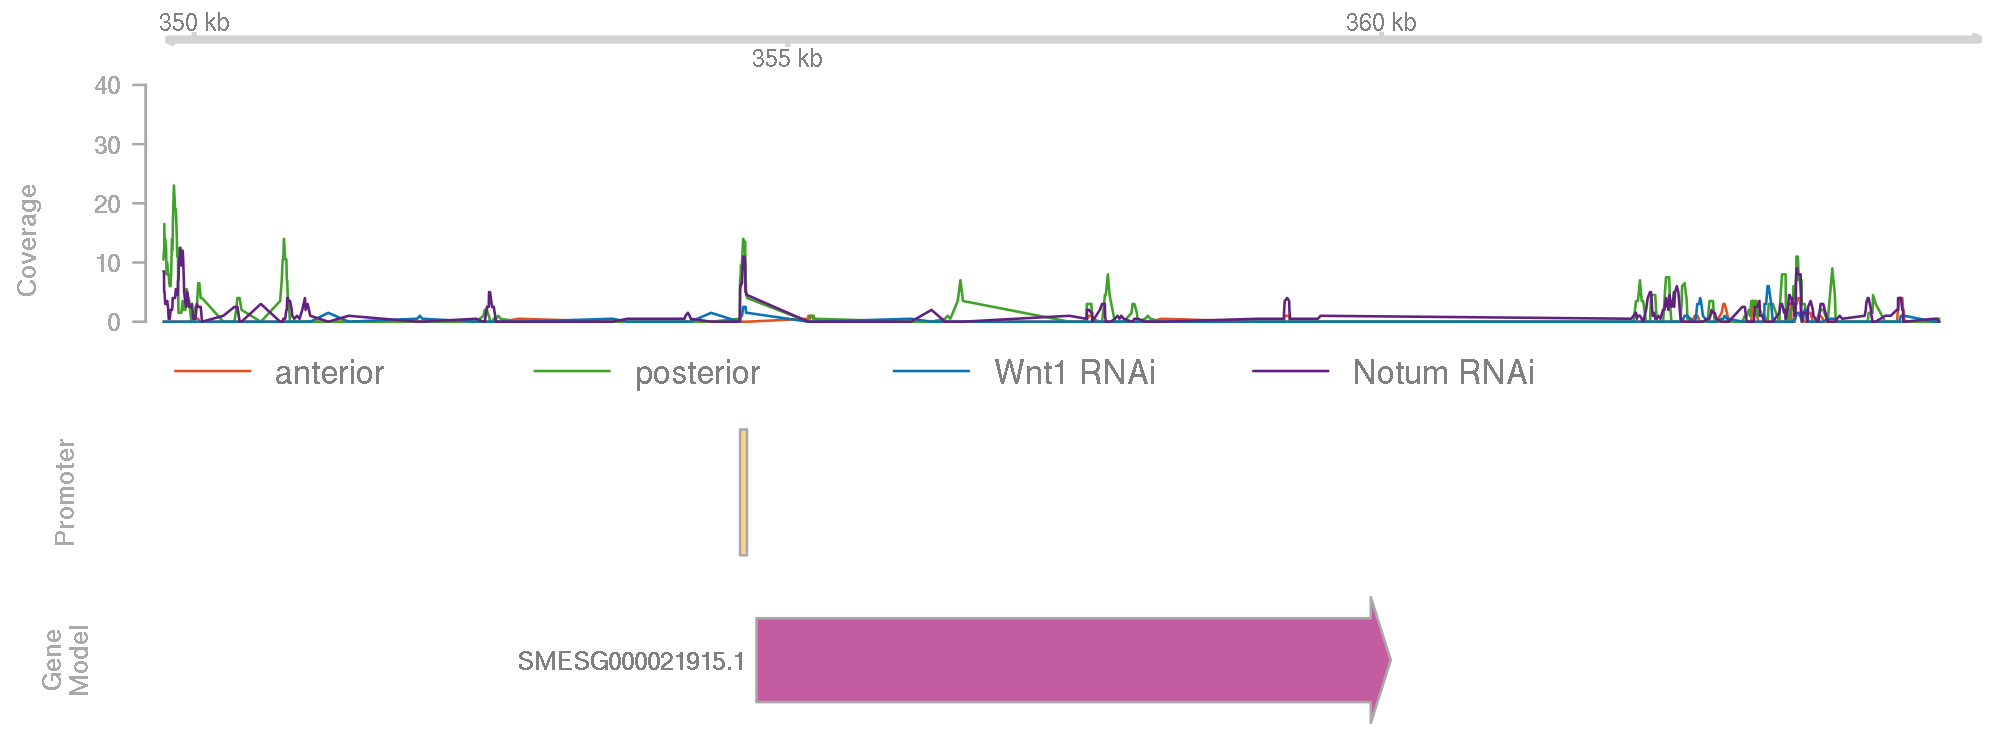 350 kb
360 kb
355 kb
40
30
20
10
0
Coverage
anterior posterior Wnt1 RNAi Notum RNAi
Promoter
SMESG000021915.1
Gene
Model